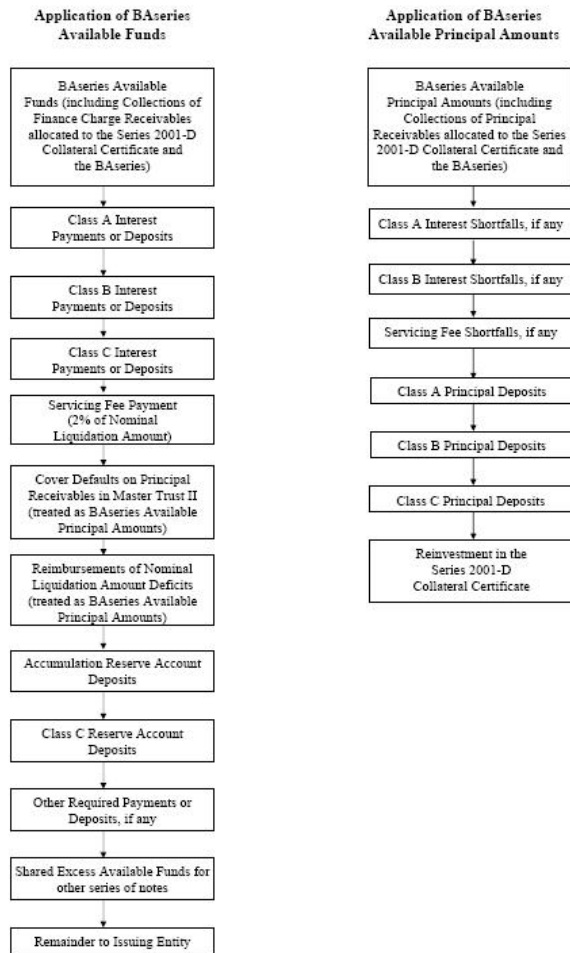 Application of BAseries
Available Funds
BAseries Available
Funds (including Collections of
Finance Charge Receivables
allocated to the Series 2001-D
Collateral Certificate and
the BAseries)
Class A Interest
Payments or Deposits
Class B Interest
Payments or Deposits
Class C Interest
Payments or Deposits
Servicing Fee Payment
(2% of Nominal
Liquidation Amount)
Cover Defaults on Principal
Receivables in Master Trust II
(treated as BAseries Available
Principal Amounts)
Reimbursements of Nominal
Liquidation Amount Deficits
(treated as BAseries Available
Principal Amounts)
Accumulation Reserve Account
Deposits
Class C Reserve Account
Deposits
Other Required Payments or
Deposits, if any
Shared Excess Available Funds for
other series of notes
Remainder to Issuing Entity
Application of BAseries
Available Principal Amounts
BAseries Available
Principal Amounts (including
Collections of Principal
Receivables allocated to the Series
2001-D Collateral Certificate and
the BAseries)
Class A Interest Shortfalls, if any
Class B Interest Shortfalls, if any
Servicing Fee Shortfalls, if any
Class A Principal Deposits
Class B Principal Deposits
Class C Principal Deposits
Reinvestment in the
Series 2001-D
Collateral Certificate